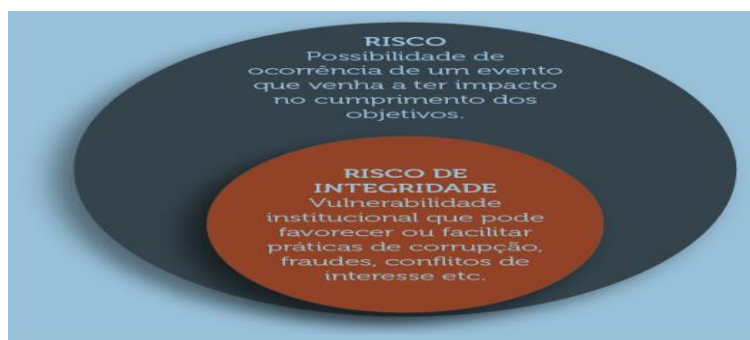 RISCO
Possibilidade de
ocorrência de um evento
que venha a ter impacto
no cumprimento dos
objetivos.
RISCO DE
INTEGRIDADE
Vulnerabilidade
institucional que pode
favorecer ou facilitar
práticas de corrupção,
fraudes, conflitos de
interesse etc.